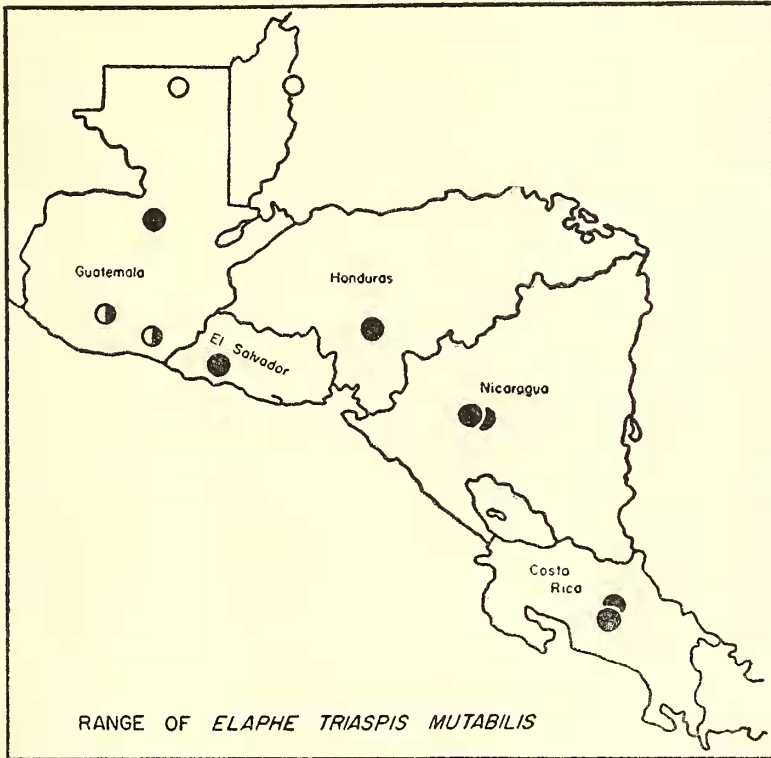 Guatemala
Honduras
El Salvador
Nicaragua
Costa
Rica
RANGE OF ELAPHE TRIASPIS MUTABILIS